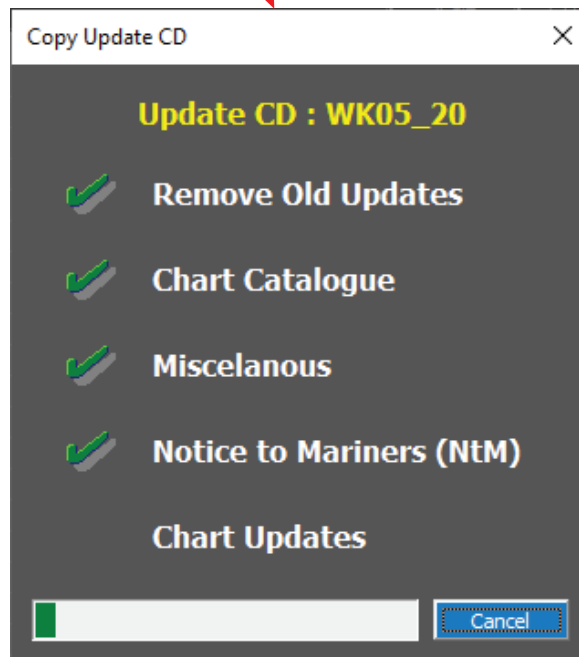 Copy Update CD
Update CD : WK05_20
Remove Old Updates
Chart Catalogue
Miscelanous
Notice to Mariners (NtM)
Chart Updates
Cancel